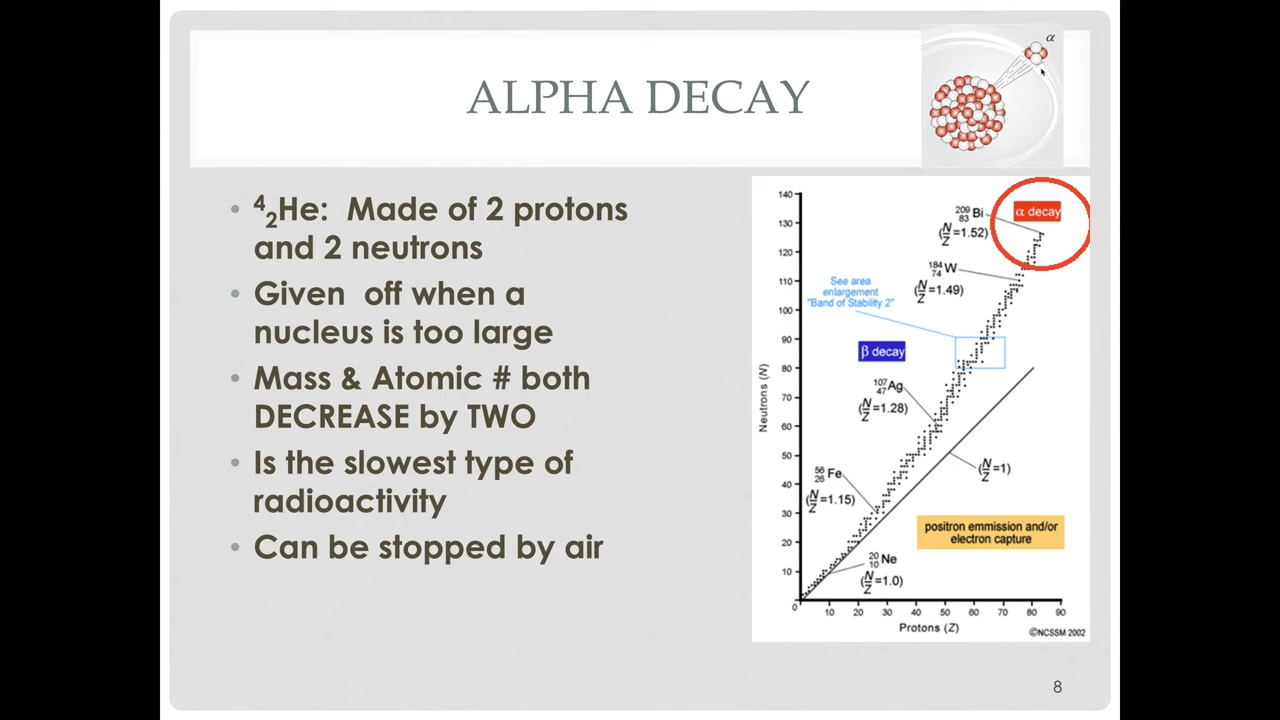 ALPHA DECAY
α
• ⁴₂He: Made of 2 protons
and 2 neutrons
• Given off when a
nucleus is too large
• Mass & Atomic # both
DECREASE by TWO
• Is the slowest type of
radioactivity
• Can be stopped by air
140
130
120
110
100
90
80
70
60
50
40
30
20
10
0
Neutrons (N)
209 83 Bi
(N/Z =1.52)
α decay
184 74 W
(N/Z =1.49)
See area
enlargement
"Band of Stability 2"
β decay
107 47 Ag
(N/Z =1.28)
(N/Z =1)
56 26 Fe
(N/Z =1.15)
positron emmission and/or
electron capture
20 10 Ne
(N/Z =1.0)
10 20 30 40 50 60 70 80 90
Protons (Z)
©NCSSM 2002
8